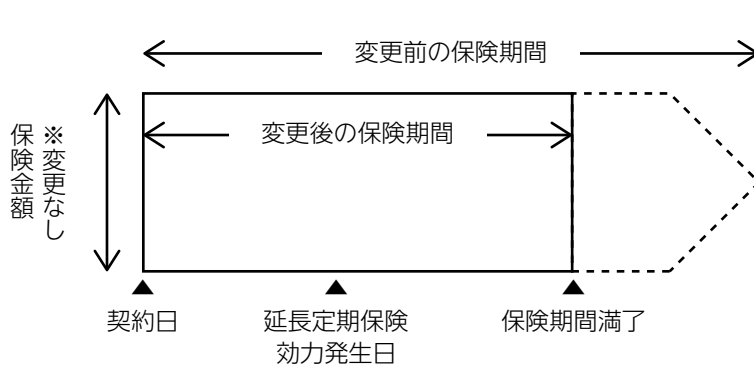 変更前の保険期間
変更後の保険期間
※変更なし
保険金額
契約日
延長定期保険
効力発生日
保険期間満了